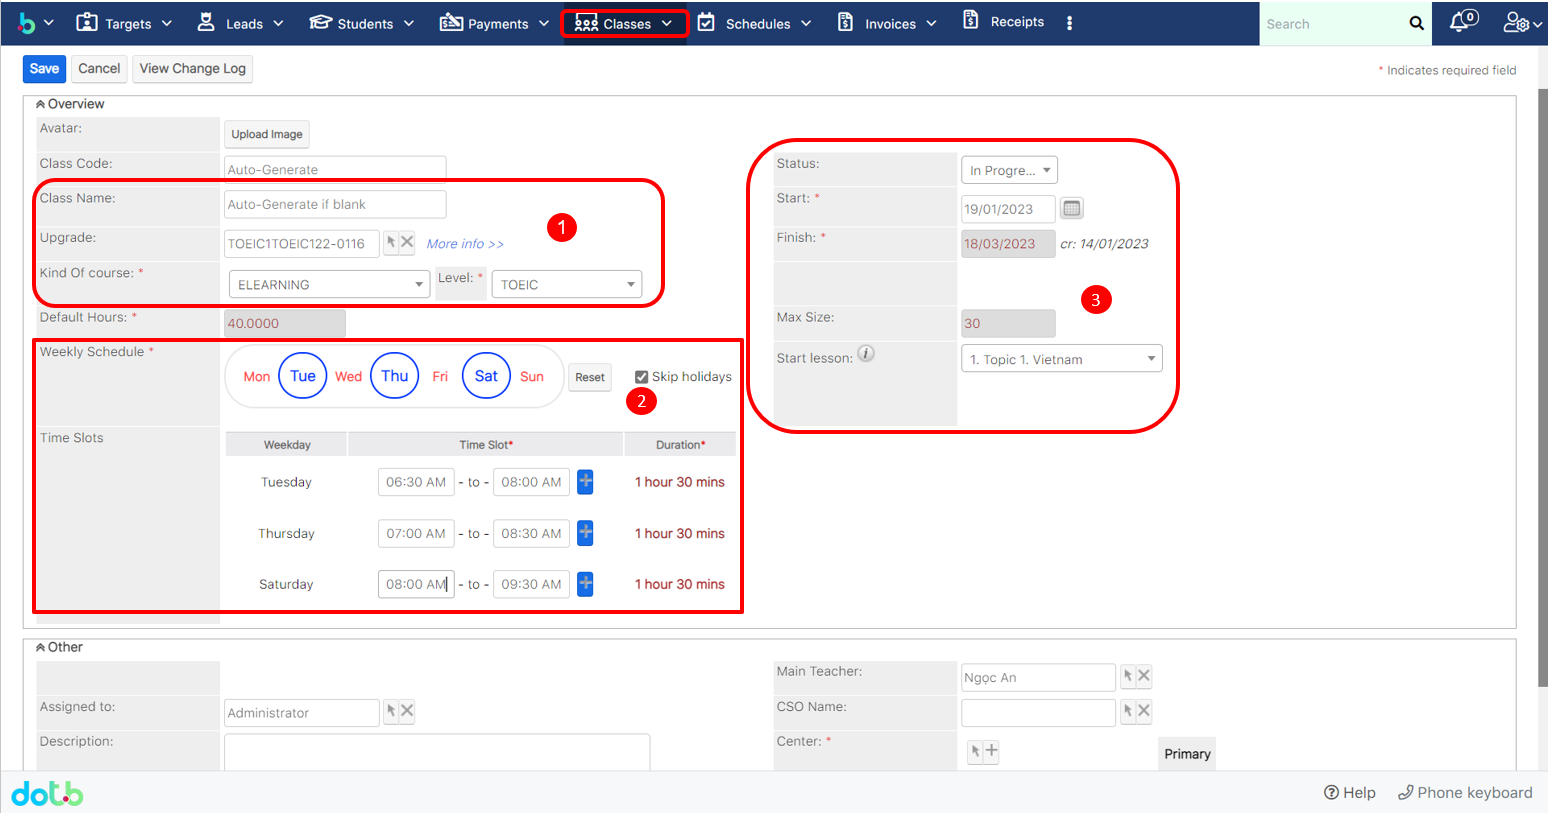 b Targets Leads Students Payments Classes Schedules Invoices Receipts Search 0
Save Cancel View Change Log * Indicates required field
Overview
Avatar: Upload Image
Class Code: Auto-Generate
Class Name: Auto-Generate if blank
Upgrade: TOEIC1TOEIC122-0116 More info >>
1
Kind Of course: * ELEARNING Level: * TOEIC
Default Hours: * 40.0000
Weekly Schedule * Mon Tue Wed Thu Fri Sat Sun Reset Skip holidays
2
Time Slots Weekday Time Slot* Duration*
Tuesday 06:30 AM - to - 08:00 AM + 1 hour 30 mins
Thursday 07:00 AM - to - 08:30 AM + 1 hour 30 mins
Saturday 08:00 AM - to - 09:30 AM + 1 hour 30 mins
Status: In Progre...
Start: * 19/01/2023
Finish: * 18/03/2023 cr: 14/01/2023
3
Max Size: 30
Start lesson: i 1. Topic 1. Vietnam
Other
Main Teacher: Ngọc An
Assigned to: Administrator CSO Name:
Description: Center: * Primary
dotb ? Help Phone keyboard